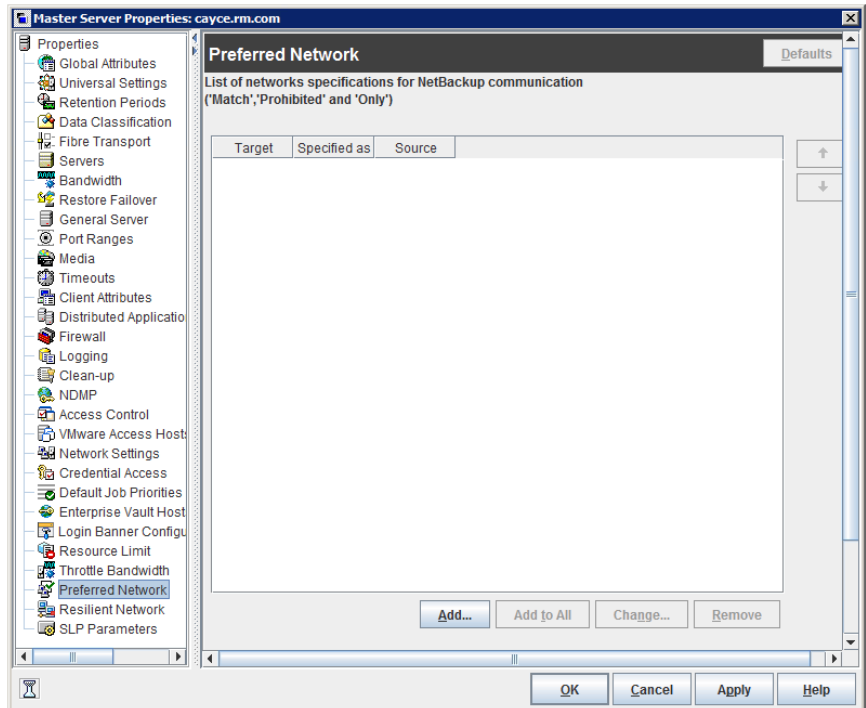 Master Server Properties: cayce.rm.com
Properties
Global Attributes
Universal Settings
Retention Periods
Data Classification
Fibre Transport
Servers
Bandwidth
Restore Failover
General Server
Port Ranges
Media
Timeouts
Client Attributes
Distributed Applicatio
Firewall
Logging
Clean-up
NDMP
Access Control
VMware Access Hosts
Network Settings
Credential Access
Default Job Priorities
Enterprise Vault Host
Login Banner Configu
Resource Limit
Throttle Bandwidth
Preferred Network
Resilient Network
SLP Parameters
Preferred Network
Defaults
List of networks specifications for NetBackup communication
('Match','Prohibited' and 'Only')
Target Specified as Source
Add... Add to All Change... Remove
OK Cancel Apply Help